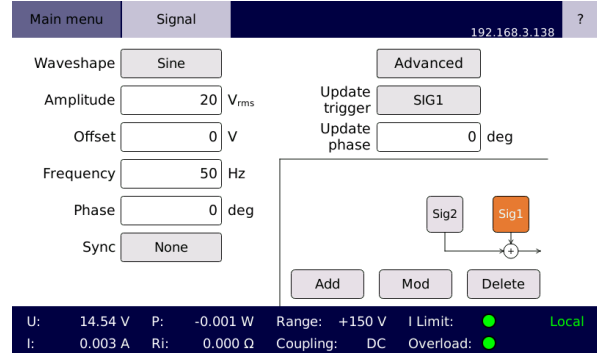 Main menu Signal 192.168.3.138 ?
Waveshape Sine Advanced
Amplitude 20 Vrms Update trigger SIG1
Offset 0 V Update phase 0 deg
Frequency 50 Hz
Phase 0 deg
Sync None
Sig2 Sig1
+
Add Mod Delete
U: 14.54 V P: -0.001 W Range: +150 V I Limit: Local
I: 0.003 A Ri: 0.000 Ω Coupling: DC Overload: